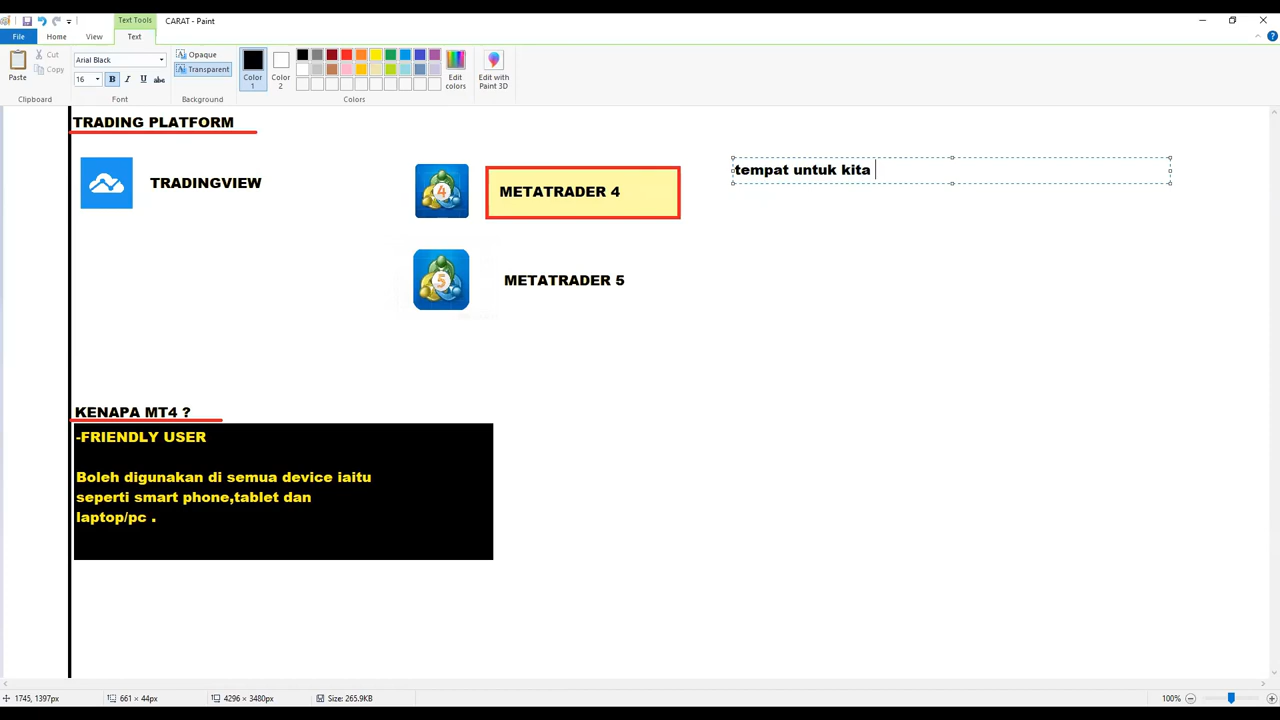 Text Tools
CARAT - Paint
File
Home
View
Text
Paste
Cut
Copy
Clipboard
Arial Black
16
B
I
U
abc
Font
Opaque
Transparent
Background
Color 1
Color 2
Edit colors
Edit with Paint 3D
Colors
TRADING PLATFORM
TRADINGVIEW
4
METATRADER 4
tempat untuk kita
5
METATRADER 5
KENAPA MT4 ?
-FRIENDLY USER
Boleh digunakan di semua device iaitu
seperti smart phone,tablet dan
laptop/pc .
1745, 1397px
661 × 44px
4296 × 3480px
Size: 265.9KB
100%